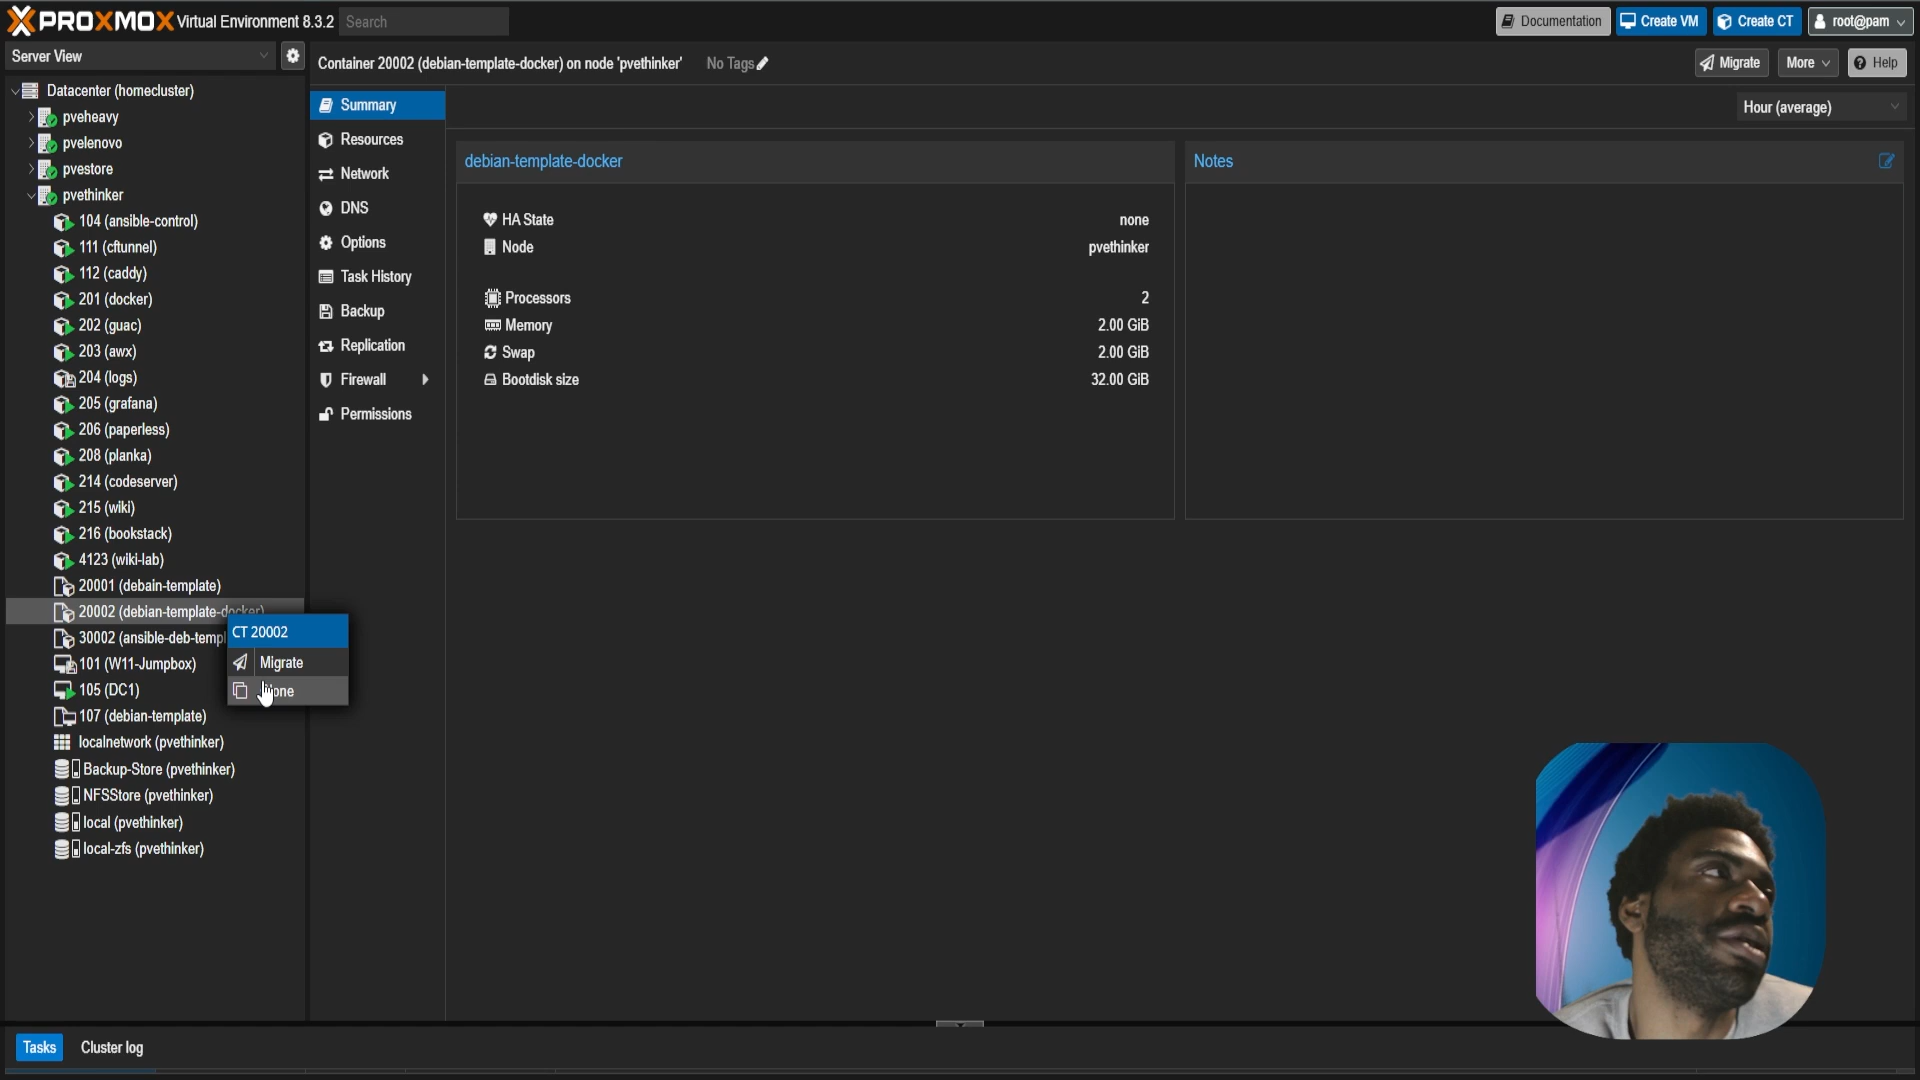 PROXMOX Virtual Environment 8.3.2 Search
Documentation Create VM Create CT root@pam
Server View
Container 20002 (debian-template-docker) on node 'pvethinker' No Tags
Migrate More Help
Datacenter (homecluster)
pveheavy
pvelenovo
pvestore
pvethinker
104 (ansible-control)
111 (cftunnel)
112 (caddy)
201 (docker)
202 (guac)
203 (awx)
204 (logs)
205 (grafana)
206 (paperless)
208 (planka)
214 (codeserver)
215 (wiki)
216 (bookstack)
4123 (wiki-lab)
20001 (debain-template)
20002 (debian-template-docker)
30002 (ansible-deb-templ
101 (W11-Jumpbox)
105 (DC1)
107 (debian-template)
localnetwork (pvethinker)
Backup-Store (pvethinker)
NFSStore (pvethinker)
local (pvethinker)
local-zfs (pvethinker)
CT 20002
Migrate
Summary
Resources
Network
DNS
Options
Task History
Backup
Replication
Firewall
Permissions
Hour (average)
debian-template-docker
HA State none
Node pvethinker
Processors 2
Memory 2.00 GiB
Swap 2.00 GiB
Bootdisk size 32.00 GiB
Notes
Tasks Cluster log